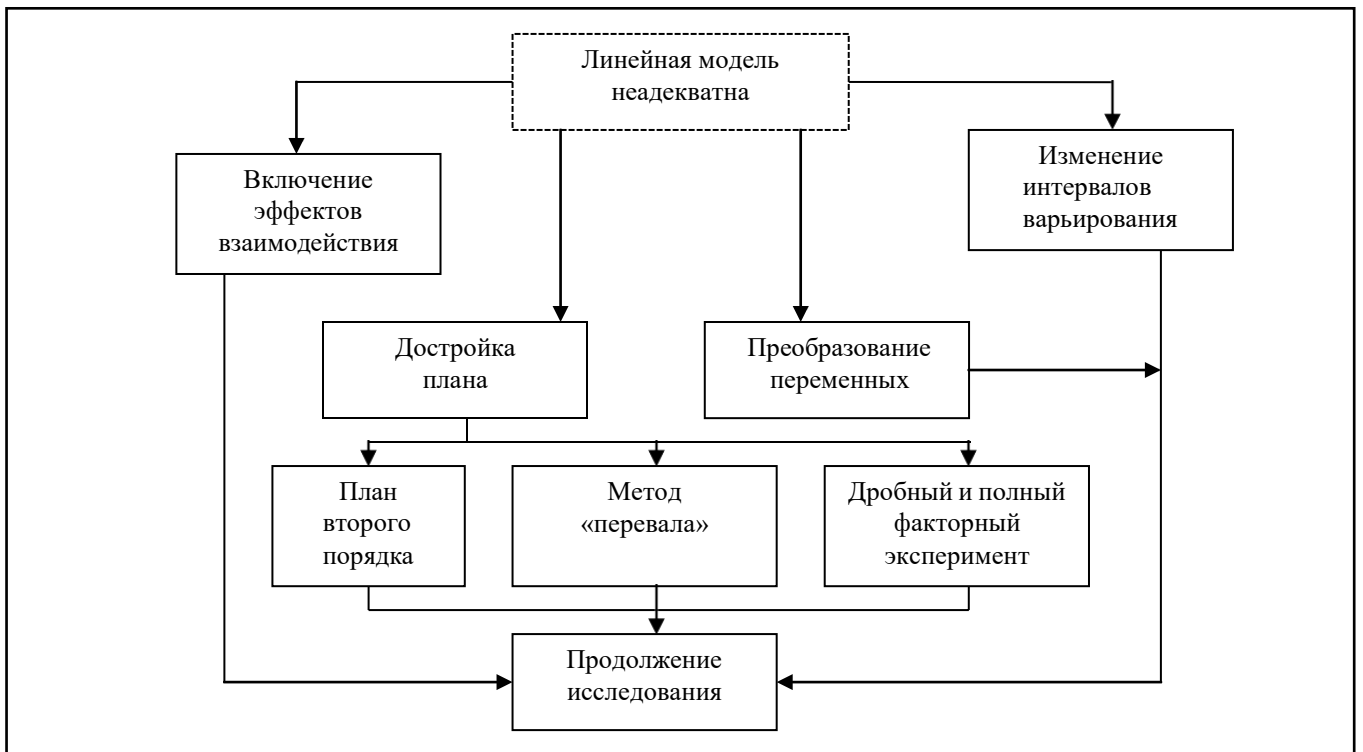 Линейная модель
неадекватна
Включение
эффектов
взаимодействия
Изменение
интервалов
варьирования
Достройка
плана
Преобразование
переменных
План
второго
порядка
Метод
«перевала»
Дробный и полный
факторный
эксперимент
Продолжение
исследования